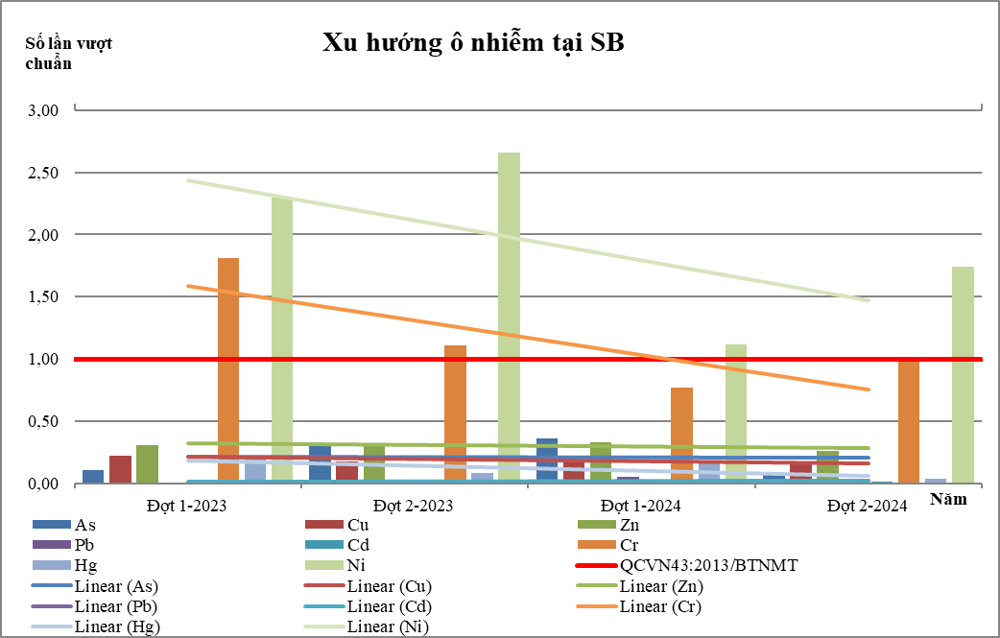 Xu hướng ô nhiễm tại SB
Số lần vượt
chuẩn
3,00
2,50
2,00
1,50
1,00
0,50
0,00
Đợt 1-2023 Đợt 2-2023 Đợt 1-2024 Đợt 2-2024 Năm
As Cu Zn
Pb Cd Cr
Hg Ni QCVN43:2013/BTNMT
Linear (As) Linear (Cu) Linear (Zn)
Linear (Pb) Linear (Cd) Linear (Cr)
Linear (Hg) Linear (Ni)